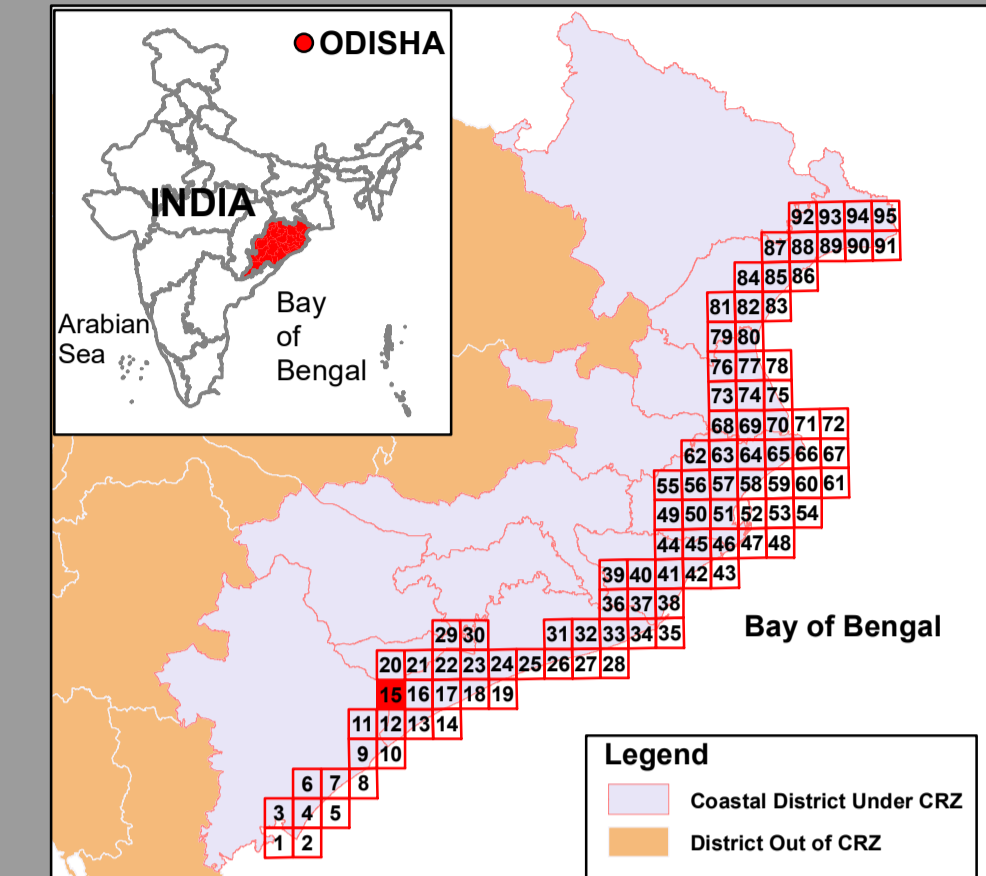 ODISHA
INDIA
Arabian
Sea
Bay
of
Bengal
92 93 94 95
87 88 89 90 91
84 85 86
81 82 83
79 80
76 77 78
73 74 75
68 69 70 71 72
62 63 64 65 66 67
55 56 57 58 59 60 61
49 50 51 52 53 54
44 45 46 47 48
39 40 41 42 43
36 37 38
Bay of Bengal
29 30 31 32 33 34 35
20 21 22 23 24 25 26 27 28
15 16 17 18 19
11 12 13 14
9 10
6 7 8
3 4 5
1 2
Legend
Coastal District Under CRZ
District Out of CRZ